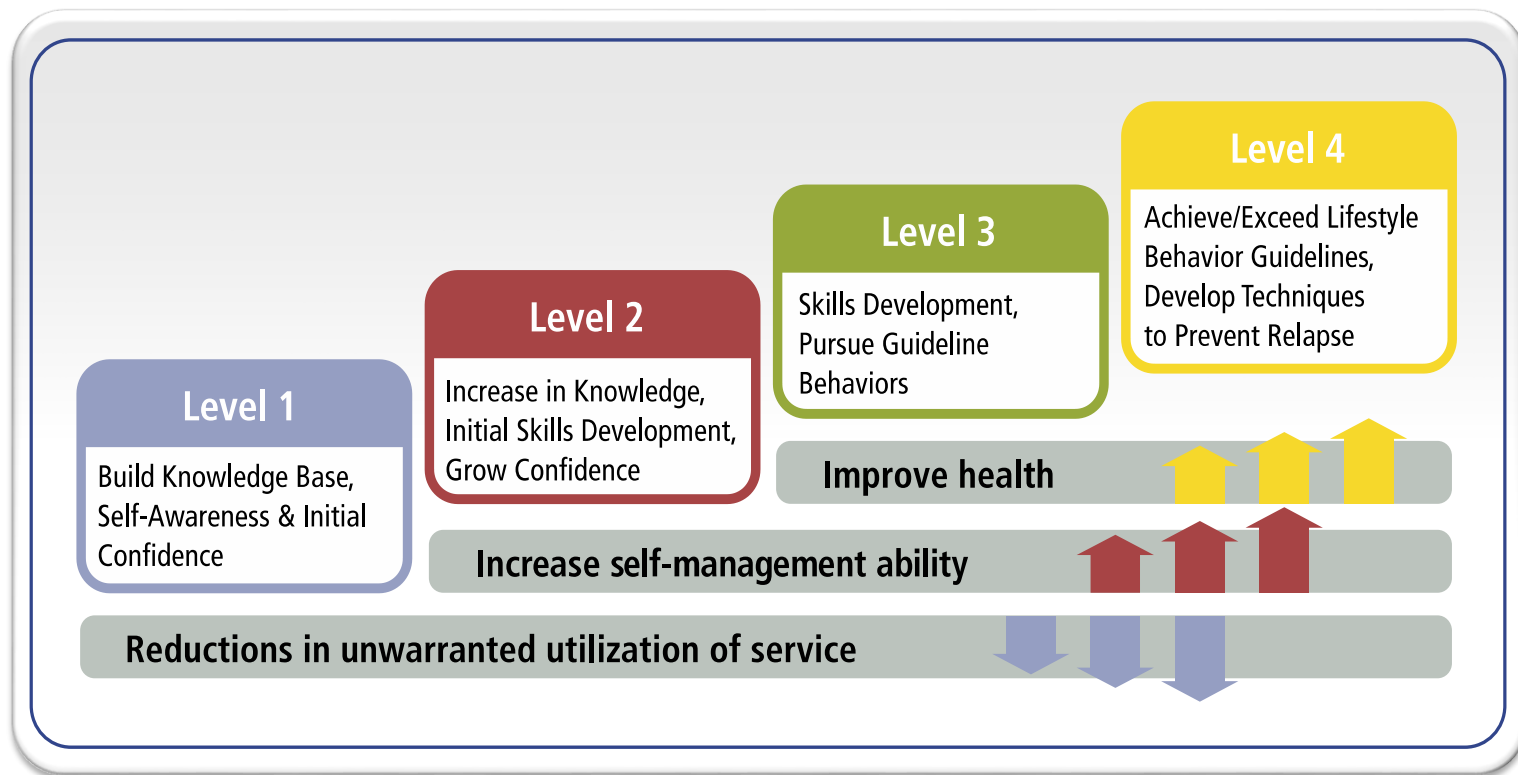 Level 1
Build Knowledge Base,
Self-Awareness & Initial
Confidence
Level 2
Increase in Knowledge,
Initial Skills Development,
Grow Confidence
Level 3
Skills Development,
Pursue Guideline
Behaviors
Level 4
Achieve/Exceed Lifestyle
Behavior Guidelines,
Develop Techniques
to Prevent Relapse
Improve health
Increase self-management ability
Reductions in unwarranted utilization of service